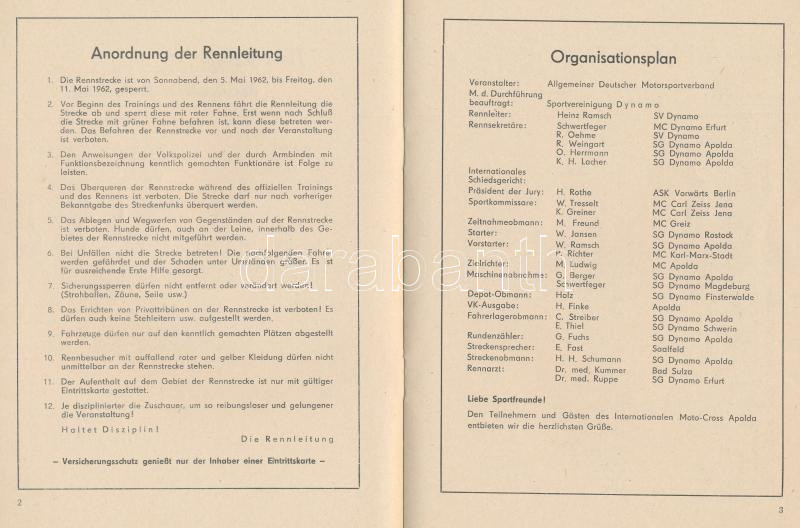 Anordnung der Rennleitung
1. Die Rennstrecke ist von Sonnabend, den 5. Mai 1962, bis Freitag, den
11. Mai 1962, gesperrt.
2. Vor Beginn des Trainings und des Rennens fährt die Rennleitung die
Strecke ab und sperrt diese mit roter Fahne. Erst wenn nach Schluß
die Strecke mit grüner Fahne befahren ist, kann diese betreten wer-
den. Das Befahren der Rennstrecke vor und nach der Veranstaltung
ist verboten.
3. Den Anweisungen der Volkspolizei und der durch Armbinden mit
Funktionsbezeichnung kenntlich gemachten Funktionäre ist Folge zu
leisten.
4. Das Überqueren der Rennstrecke während des offiziellen Trainings
und des Rennens ist verboten. Die Strecke darf nur nach vorheriger
Bekanntgabe des Streckenfunks überquert werden.
5. Das Ablegen und Wegwerfen von Gegenständen auf der Rennstrecke
ist verboten. Hunde dürfen, auch an der Leine, innerhalb des Ge-
bietes der Rennstrecke nicht mitgeführt werden.
6. Bei Unfällen nicht die Strecke betreten! Die nachfolgenden Fahrer
werden gefährdet und der Schaden unter Umständen größer. Es ist
für ausreichende Erste Hilfe gesorgt.
7. Sicherungssperren dürfen nicht entfernt oder verändert werden!
(Strohballen, Zäune, Seile usw.)
8. Das Errichten von Privattribünen an der Rennstrecke ist verboten! Es
dürfen auch keine Stehleitern usw. aufgestellt werden.
9. Fahrzeuge dürfen nur auf den kenntlich gemachten Plätzen abgestellt
werden.
10. Rennbesucher mit auffallend roter und gelber Kleidung dürfen nicht
unmittelbar an der Rennstrecke stehen.
11. Der Aufenthalt auf dem Gebiet der Rennstrecke ist nur mit gültiger
Eintrittskarte gestattet.
12. Je disziplinierter die Zuschauer, um so reibungsloser und gelungener
die Veranstaltung!
Haltet Disziplin!
Die Rennleitung
– Versicherungsschutz genießt nur der Inhaber einer Eintrittskarte –
2
Organisationsplan
Veranstalter: Allgemeiner Deutscher Motorsportverband
M. d. Durchführung
beauftragt: Sportvereinigung Dynamo
Rennleiter: Heinz Ramsch SV Dynamo
Rennsekretäre: Schwertfeger MC Dynamo Erfurt
R. Oehme SV Dynamo
R. Weingart SG Dynamo Apolda
O. Herrmann SG Dynamo Apolda
K. H. Locher SG Dynamo Apolda
Internationales
Schiedsgericht:
Präsident der Jury: H. Rothe ASK Vorwärts Berlin
Sportkommissare: W. Tresselt MC Carl Zeiss Jena
K. Greiner MC Carl Zeiss Jena
Zeitnahmeobmann: M. Freund MC Greiz
Starter: W. Jansen SG Dynamo Rostock
Vorstarter: W. Ramsch SG Dynamo Apolda
P. Richter MC Karl-Marx-Stadt
Zielrichter: M. Ludwig MC Apolda
Maschinenabnahme: G. Berger SG Dynamo Apolda
Schwertfeger SG Dynamo Magdeburg
Depot-Obmann: Holz SG Dynamo Finsterwalde
VK-Ausgabe: H. Finke Apolda
Fahrerlagerobmann: C. Streiber SG Dynamo Apolda
E. Thiel SG Dynamo Schwerin
Rundenzähler: G. Fuchs SG Dynamo Apolda
Streckensprecher: E. Fast Saalfeld
Streckenobmann: H. H. Schumann SG Dynamo Apolda
Rennarzt: Dr. med. Kummer Bad Sulza
Dr. med. Ruppe SG Dynamo Erfurt
Liebe Sportfreunde!
Den Teilnehmern und Gästen des Internationalen Moto-Cross Apolda
entbieten wir die herzlichsten Grüße.
3